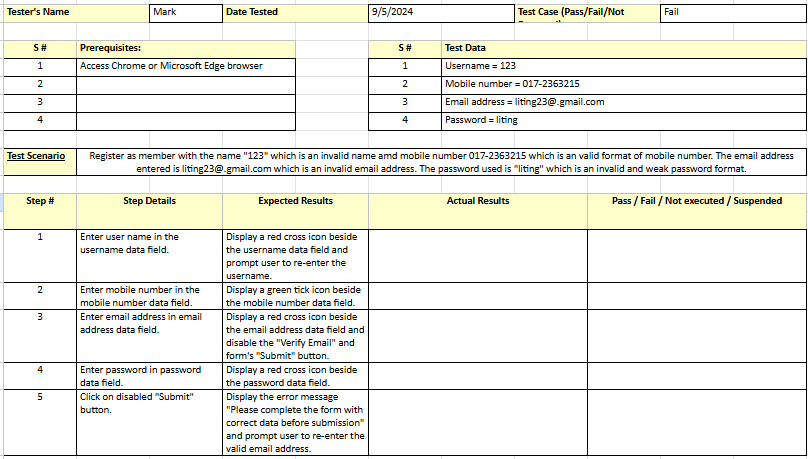 Tester's Name Mark Date Tested 9/5/2024 Test Case (Pass/Fail/Not Fail
S # Prerequisites: S # Test Data
1 Access Chrome or Microsoft Edge browser 1 Username = 123
2 2 Mobile number = 017-2363215
3 3 Email address = liting23@.gmail.com
4 4 Password = liting
Test Scenario Register as member with the name "123" which is an invalid name amd mobile number 017-2363215 which is an valid format of mobile number. The email address
entered is liting23@.gmail.com which is an invalid email address. The password used is "liting" which is an invalid and weak password format.
Step # Step Details Expected Results Actual Results Pass / Fail / Not executed / Suspended
1 Enter user name in the Display a red cross icon beside
username data field. the username data field and
prompt user to re-enter the
username.
2 Enter mobile number in the Display a green tick icon beside
mobile number data field. the mobile number data field.
3 Enter email address in email Display a red cross icon beside
address data field. the email address data field and
disable the "Verify Email" and
form's "Submit" button.
4 Enter password in password Display a red cross icon beside
data field. the password data field.
5 Click on disabled "Submit" Display the error message
button. "Please complete the form with
correct data before submission"
and prompt user to re-enter the
valid email address.